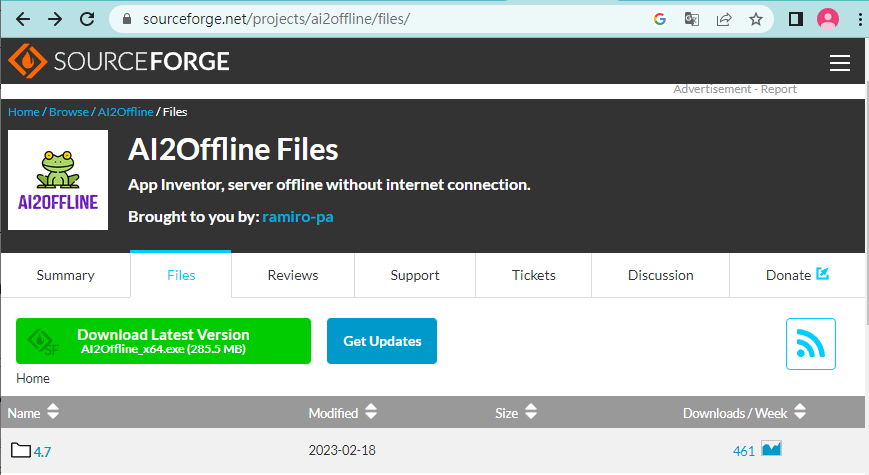 sourceforge.net/projects/ai2offline/files/
SOURCEFORGE
Advertisement - Report
Home / Browse / AI2Offline / Files
AI2OFFLINE
AI2Offline Files
App Inventor, server offline without internet connection.
Brought to you by: ramiro-pa
Summary Files Reviews Support Tickets Discussion Donate
Download Latest Version
AI2Offline_x64.exe (285.5 MB)
SF
Get Updates
Home
Name Modified Size Downloads / Week
4.7 2023-02-18 461